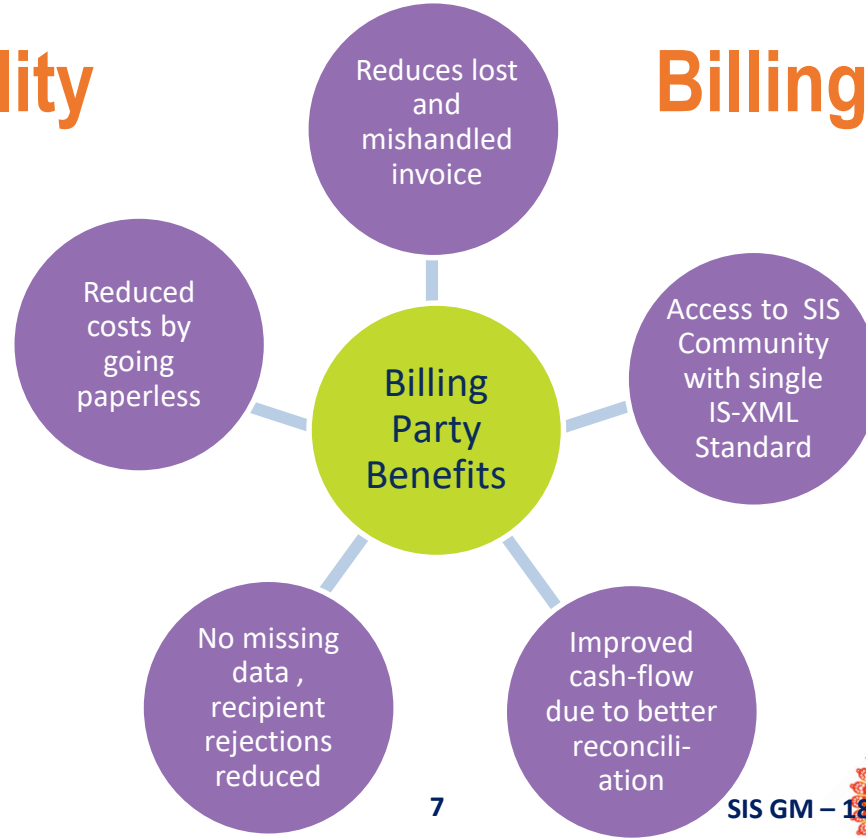 lity
Billing
Reduces lost
and
mishandled
invoice
Access to SIS
Community
with single
IS-XML
Standard
Improved
cash-flow
due to better
reconcili-
ation
No missing
data ,
recipient
rejections
reduced
Reduced
costs by
going
paperless
Billing
Party
Benefits
7
SIS GM – 18